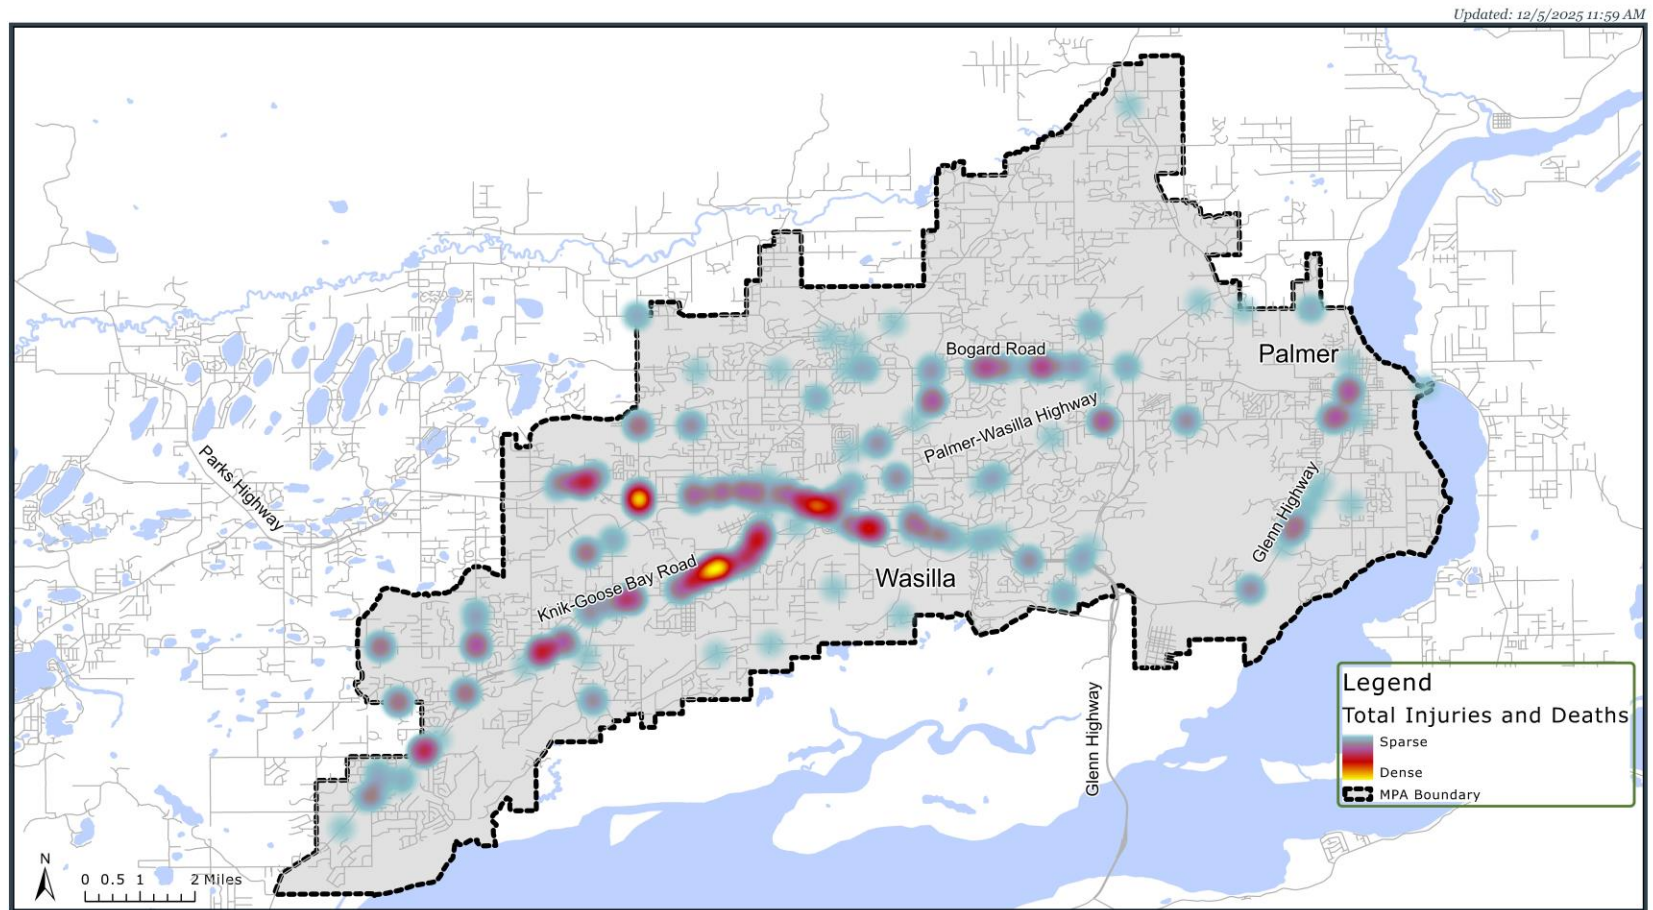 Updated: 12/5/2025 11:59 AM
Bogard Road
Palmer
Palmer-Wasilla Highway
Parks Highway
Glenn Highway
Knik-Goose Bay Road
Wasilla
Glenn Highway
Legend
Total Injuries and Deaths
Sparse
Dense
MPA Boundary
N
0 0.5 1 2 Miles